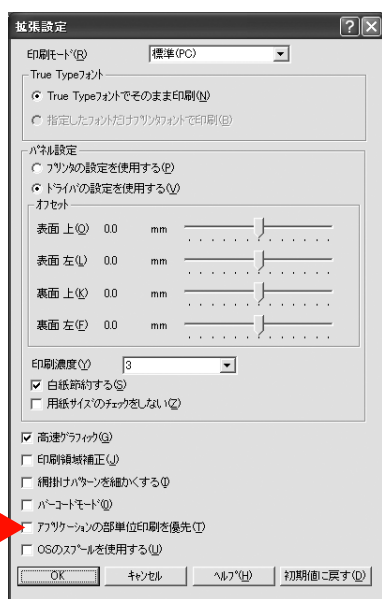 拡張設定
印刷ﾓｰﾄﾞ(R) 標準(PC)
True Typeﾌｫﾝﾄ
True Typeﾌｫﾝﾄでそのまま印刷(N)
指定したﾌｫﾝﾄだけﾌﾟﾘﾝﾀﾌｫﾝﾄで印刷(B)
ﾊﾟﾈﾙ設定
ﾌﾟﾘﾝﾀの設定を使用する(P)
ﾄﾞﾗｲﾊﾞの設定を使用する(V)
ｵﾌｾｯﾄ
表面 上(O) 0.0 mm
表面 左(L) 0.0 mm
裏面 上(K) 0.0 mm
裏面 左(F) 0.0 mm
印刷濃度(Y) 3
白紙節約する(S)
用紙ｻｲｽﾞのﾁｪｯｸをしない(Z)
高速ｸﾞﾗﾌｨｯｸ(G)
印刷領域補正(J)
網掛けﾊﾟﾀｰﾝを細かくする(I)
ﾊﾞｰｺｰﾄﾞﾓｰﾄﾞ(0)
ｱﾌﾟﾘｹｰｼｮﾝの部単位印刷を優先(T)
OSのｽﾌﾟｰﾙを使用する(U)
OK ｷｬﾝｾﾙ ﾍﾙﾌﾟ(H) 初期値に戻す(D)